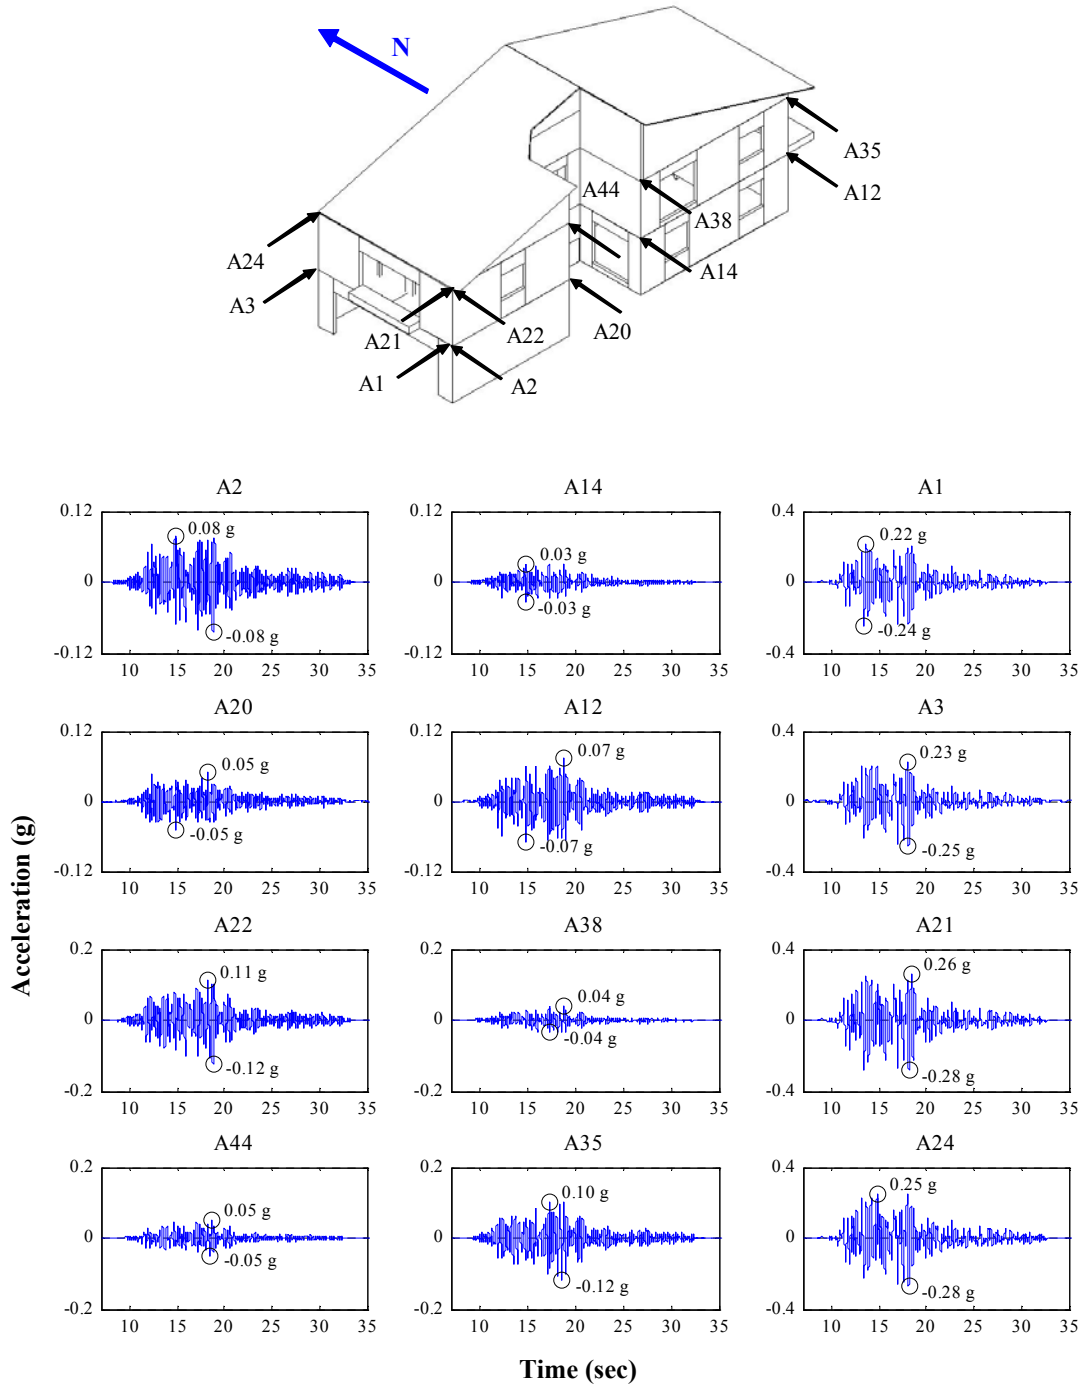 N
A35
A12
A44
A38
A14
A24
A3
A21
A22
A20
A1
A2
A2
A14
A1
0.12
0
-0.12
0.08 g
-0.08 g
10 15 20 25 30 35
0.12
0
-0.12
0.03 g
-0.03 g
10 15 20 25 30 35
0.4
0
-0.4
0.22 g
-0.24 g
10 15 20 25 30 35
A20
A12
A3
0.12
0
-0.12
0.05 g
-0.05 g
10 15 20 25 30 35
0.12
0
-0.12
0.07 g
-0.07 g
10 15 20 25 30 35
0.4
0
-0.4
0.23 g
-0.25 g
10 15 20 25 30 35
Acceleration (g)
A22
A38
A21
0.2
0
-0.2
0.11 g
-0.12 g
10 15 20 25 30 35
0.2
0
-0.2
0.04 g
-0.04 g
10 15 20 25 30 35
0.4
0
-0.4
0.26 g
-0.28 g
10 15 20 25 30 35
A44
A35
A24
0.2
0
-0.2
0.05 g
-0.05 g
10 15 20 25 30 35
0.2
0
-0.2
0.10 g
-0.12 g
10 15 20 25 30 35
0.4
0
-0.4
0.25 g
-0.28 g
10 15 20 25 30 35
Time (sec)